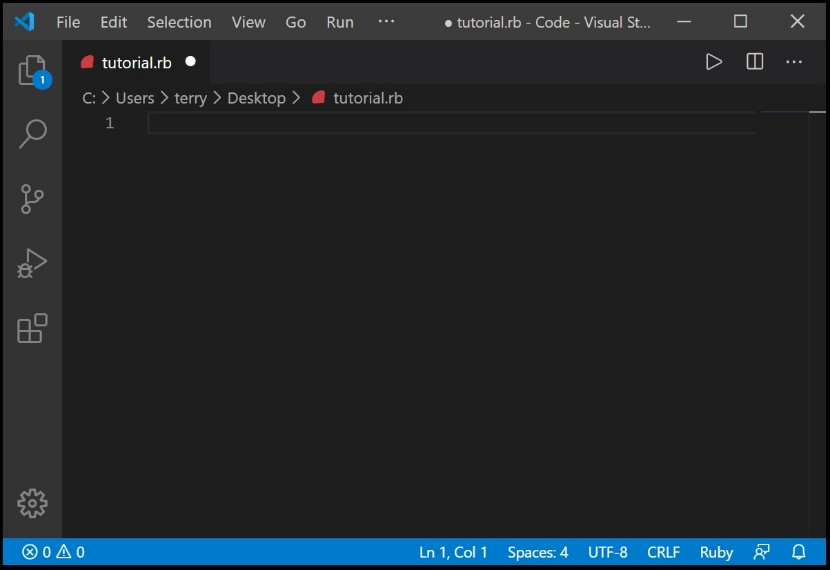 File Edit Selection View Go Run ··· ● tutorial.rb - Code - Visual St...
tutorial.rb ●
C: > Users > terry > Desktop > tutorial.rb
1
1
0 0 Ln 1, Col 1 Spaces: 4 UTF-8 CRLF Ruby